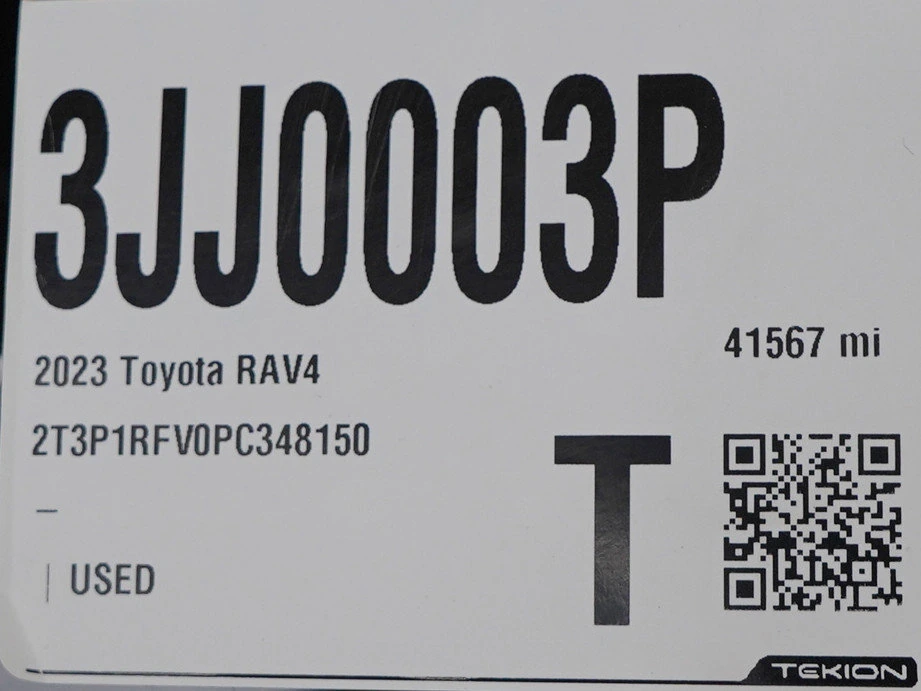 3JJ0003P
41567 mi
2023 Toyota RAV4
2T3P1RFV0PC348150
T
–
| USED
TEKION